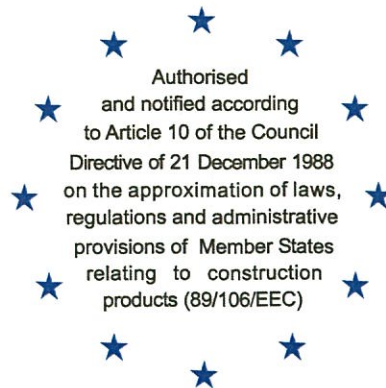 Authorised
and notified according
to Article 10 of the Council
Directive of 21 December 1988
on the approximation of laws,
regulations and administrative
provisions of Member States
relating to construction
products (89/106/EEC)